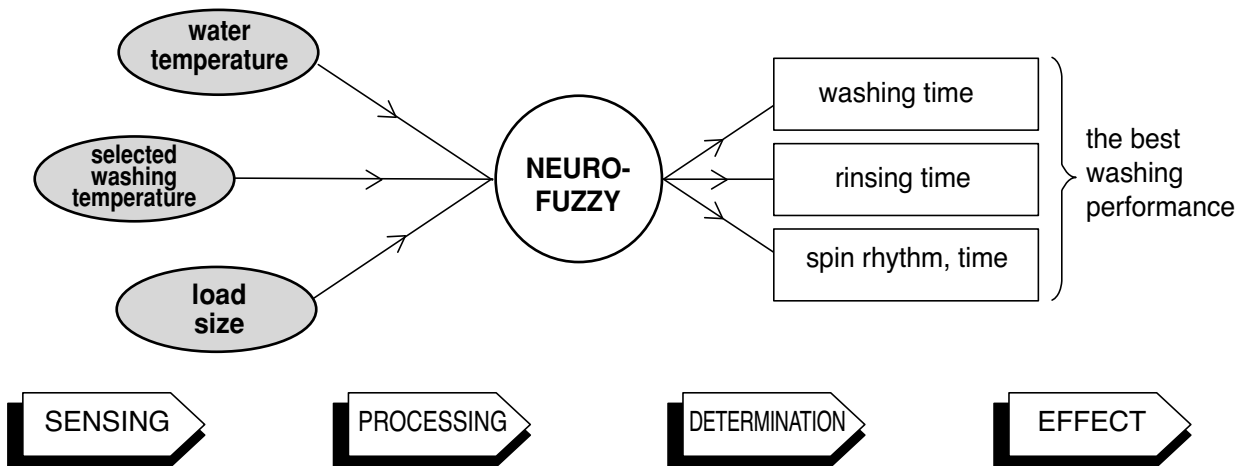 water
temperature
selected
washing
temperature
load
size
NEURO-
FUZZY
washing time
rinsing time
spin rhythm, time
the best
washing
performance
SENSING
PROCESSING
DETERMINATION
EFFECT